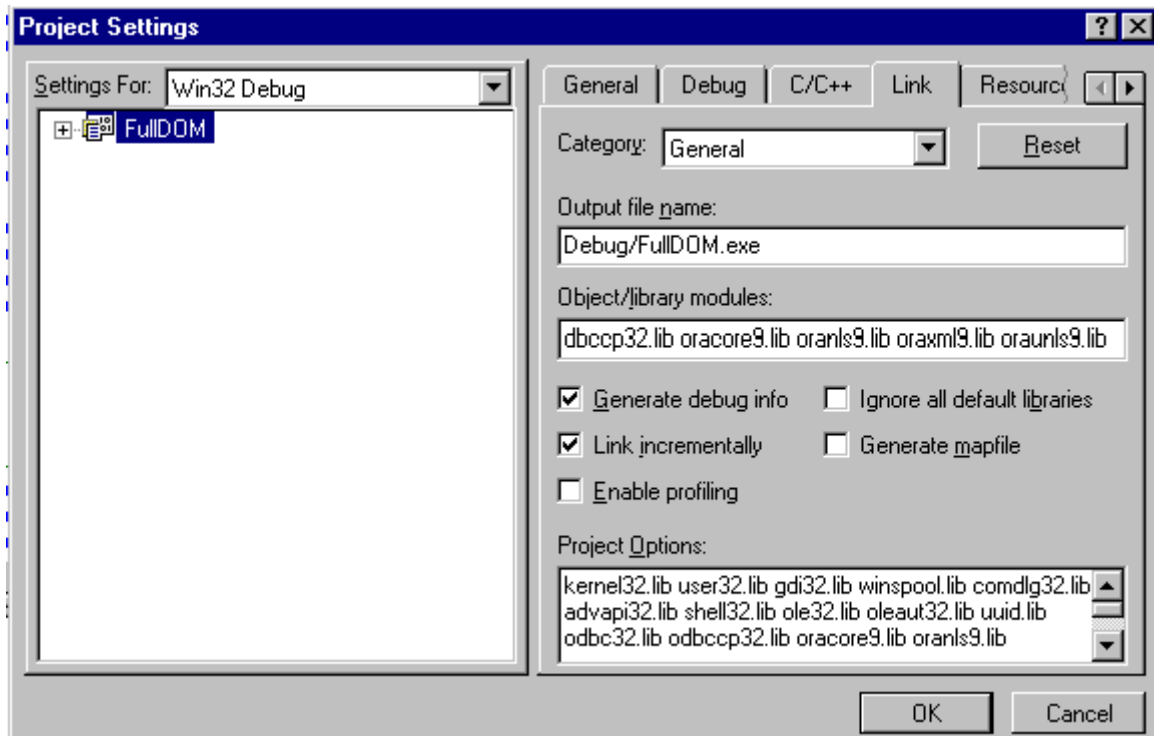 Project Settings
Settings For: Win32 Debug
FullDOM
General Debug C/C++ Link
Category: General Reset
Output file name:
Debug/FullDOM.exe
Object/library modules:
dbccp32.lib oracore9.lib oranls9.lib oraxml9.lib oraunls9.lib
Generate debug info Ignore all default libraries
Link incrementally Generate mapfile
Enable profiling
Project Options:
kernel32.lib user32.lib gdi32.lib winspool.lib comdlg32.lib
advapi32.lib shell32.lib ole32.lib oleaut32.lib uuid.lib
odbc32.lib odbccp32.lib oracore9.lib oranls9.lib
OK Cancel